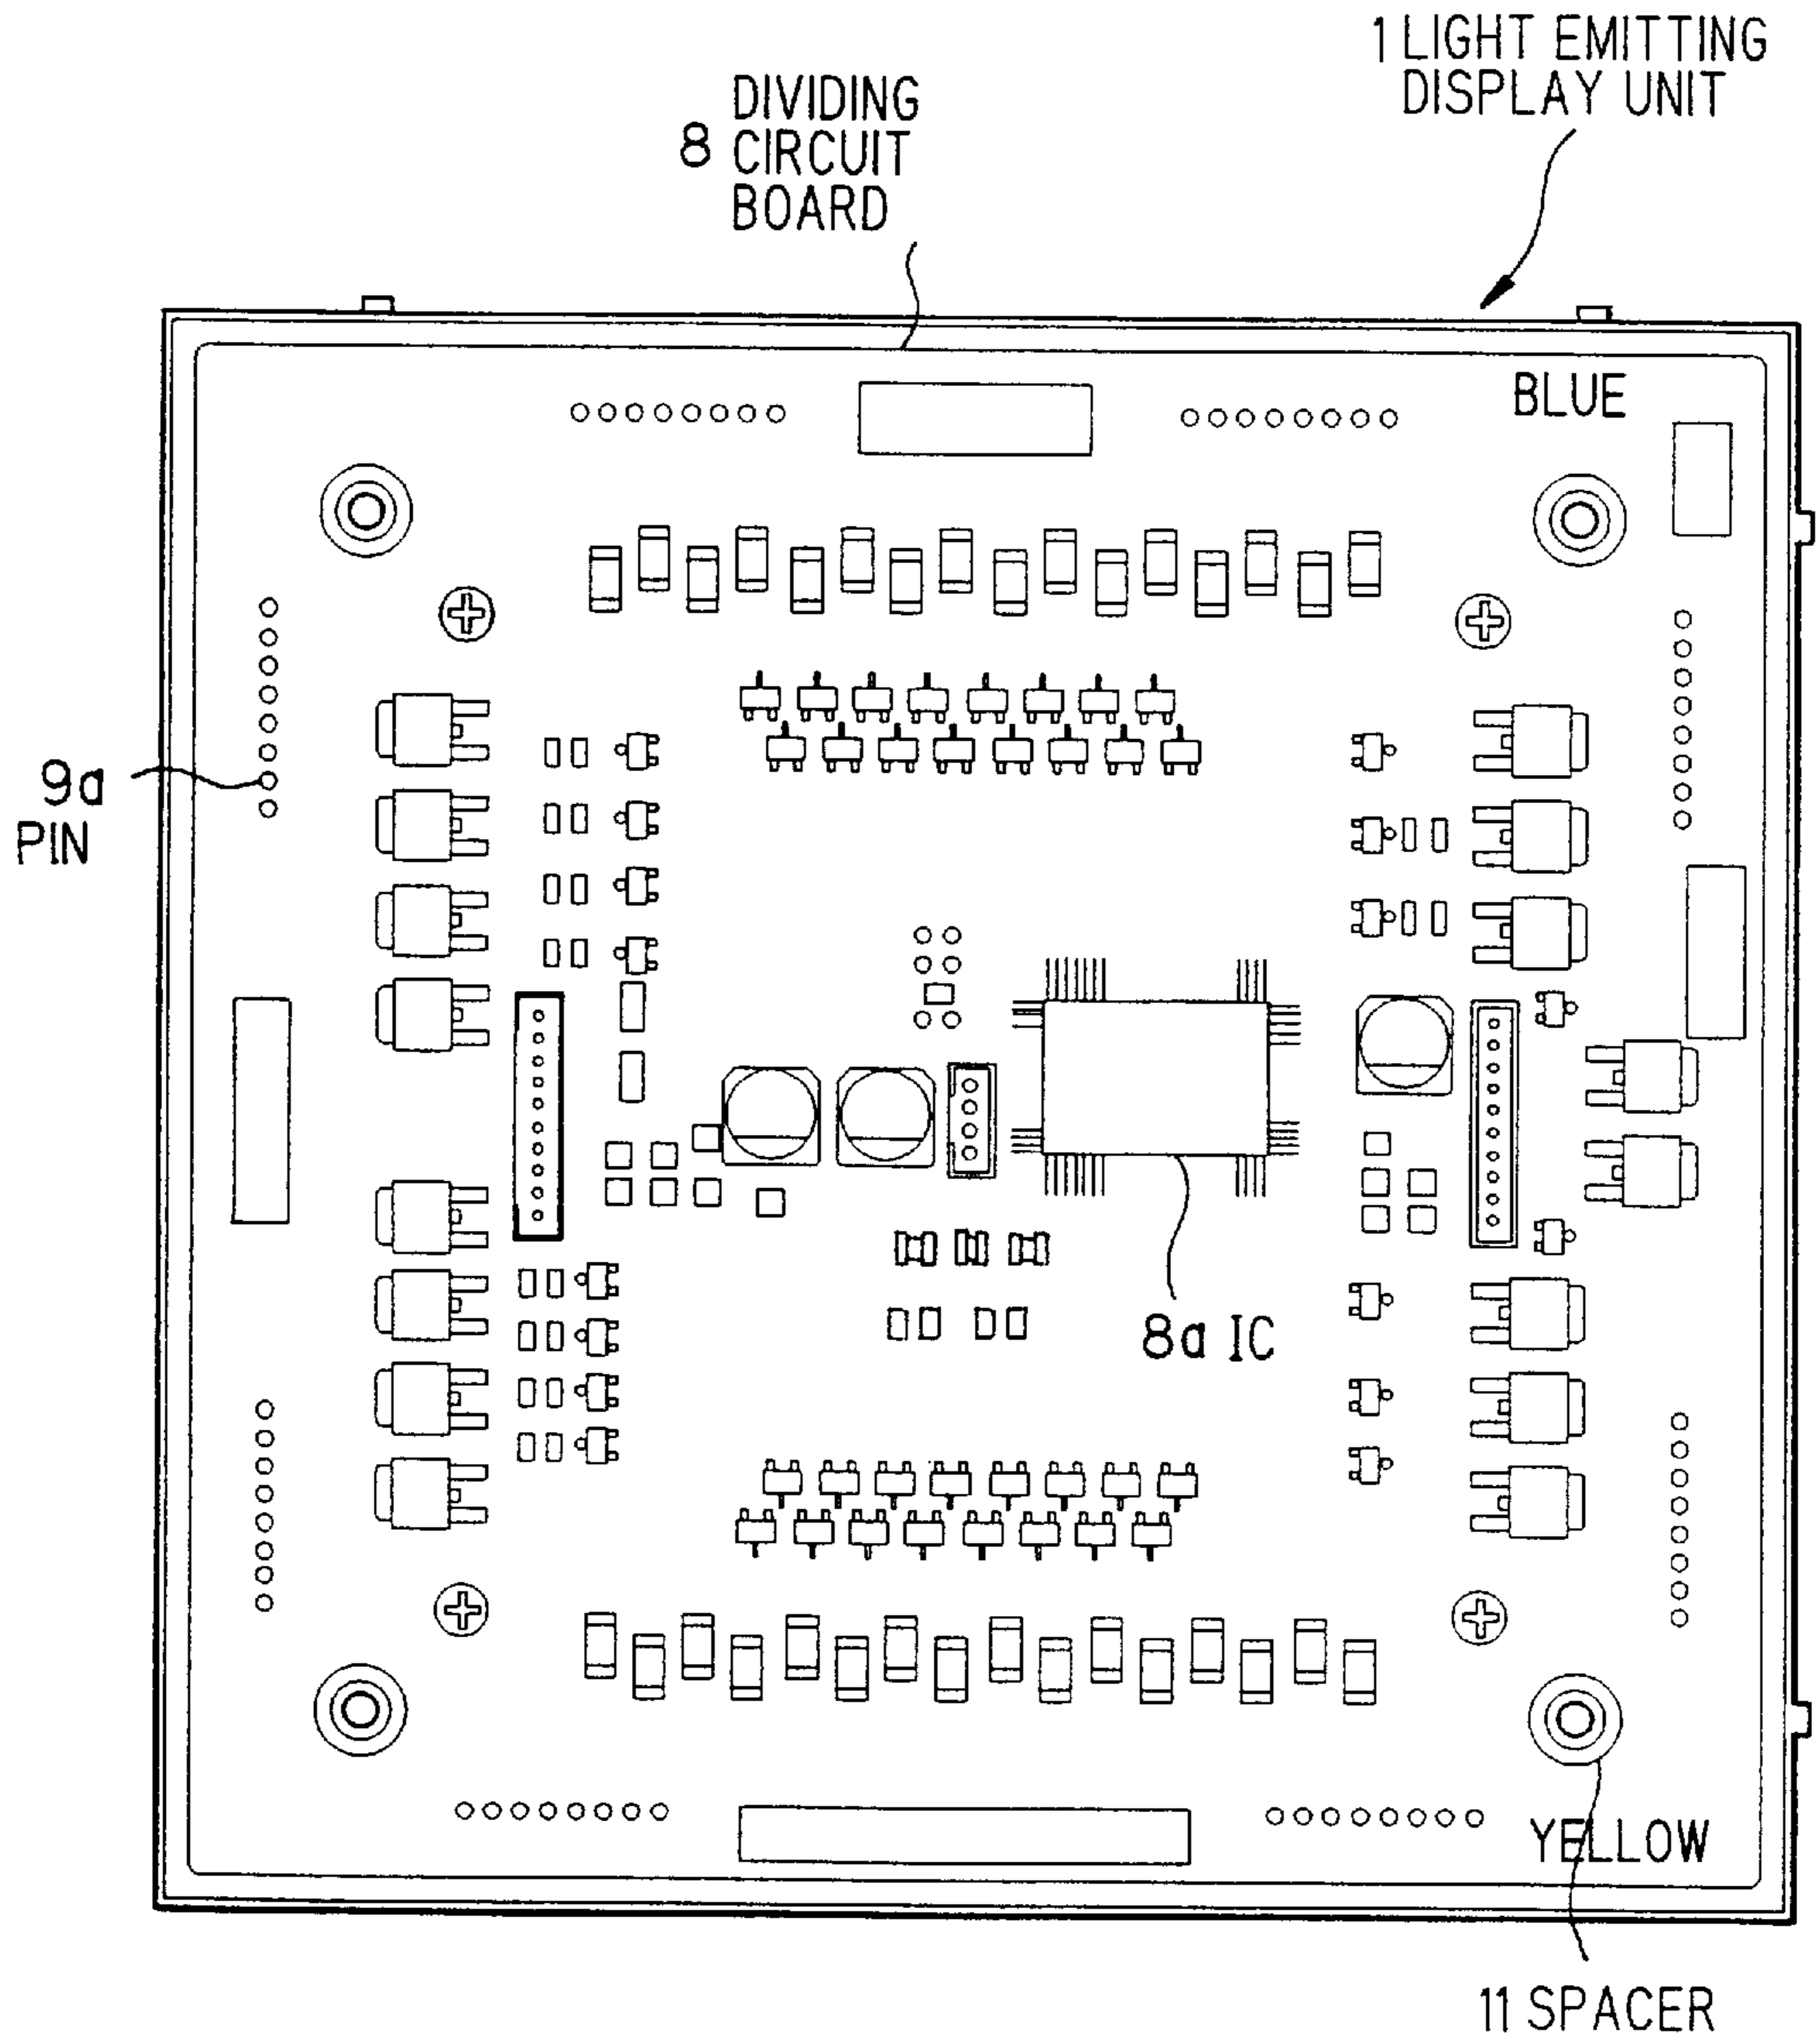 1 LIGHT EMITTING
DISPLAY UNIT
DIVIDING
8 CIRCUIT
BOARD
BLUE
9a
PIN
8a IC
YELLOW
11 SPACER